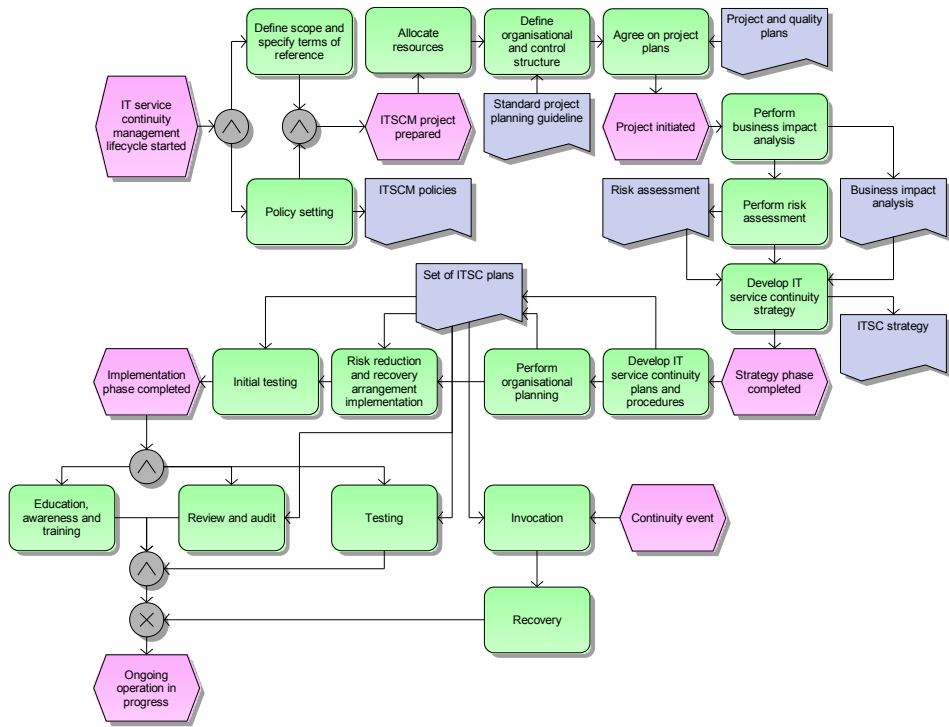 Define scope and
specify terms of
reference
Allocate
resources
Define
organisational
and control
structure
Agree on project
plans
Project and quality
plans
IT service
continuity
management
lifecycle started
ITSCM project
prepared
Standard project
planning guideline
Project initiated
Perform
business impact
analysis
Policy setting
ITSCM policies
Risk assessment
Perform risk
assessment
Business impact
analysis
Set of ITSC plans
Develop IT
service continuity
strategy
ITSC strategy
Implementation
phase completed
Initial testing
Risk reduction
and recovery
arrangement
implementation
Perform
organisational
planning
Develop IT
service continuity
plans and
procedures
Strategy phase
completed
Education,
awareness and
training
Review and audit
Testing
Invocation
Continuity event
Recovery
Ongoing
operation in
progress